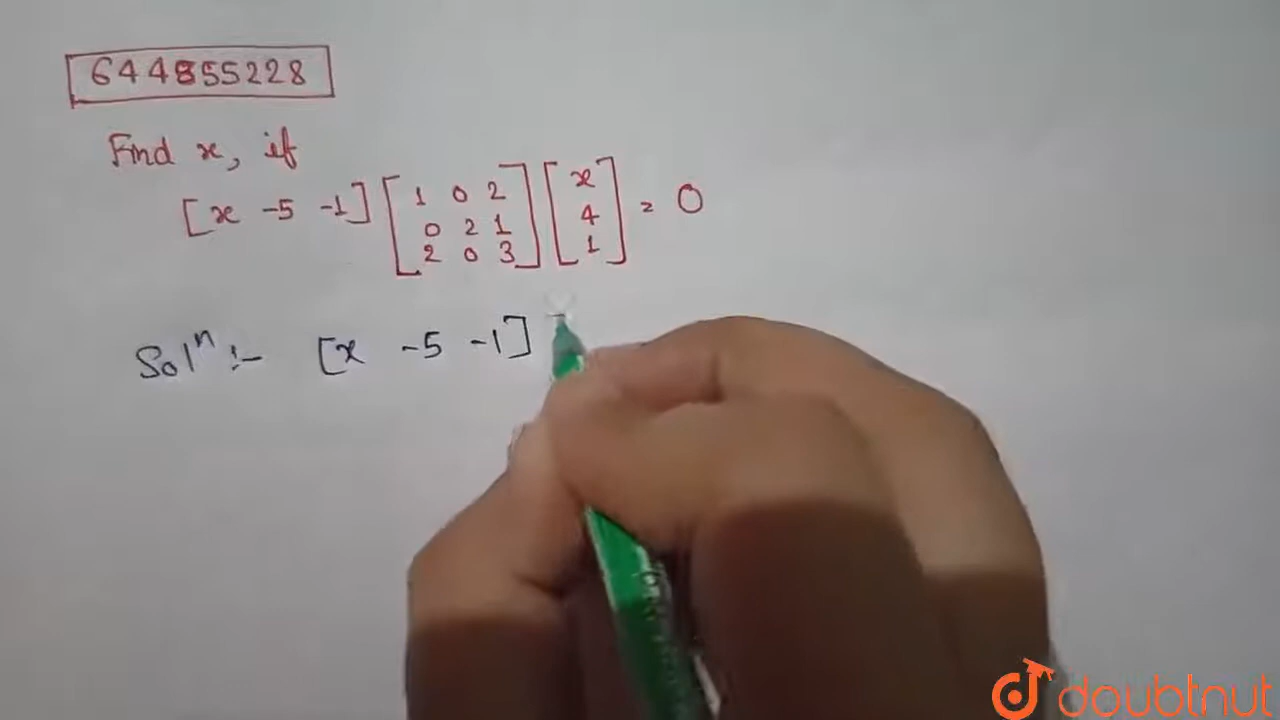 644855228
Find x, if
[x -5 -1] [1 0 2 [x
0 2 1 4 = 0
2 0 3] 1]
Solⁿ :- [x -5 -1]
doubtnut